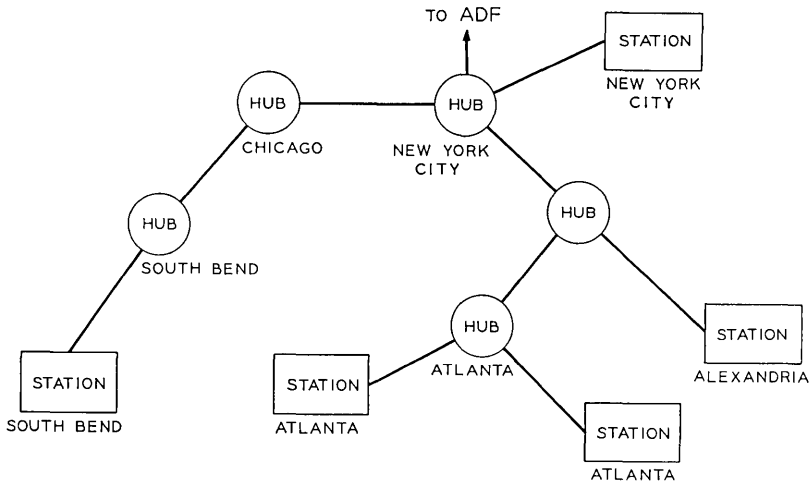 TO ADF
STATION
NEW YORK
CITY
HUB
CHICAGO
HUB
NEW YORK
CITY
HUB
SOUTH BEND
HUB
HUB
ATLANTA
STATION
SOUTH BEND
STATION
ATLANTA
STATION
ATLANTA
STATION
ALEXANDRIA